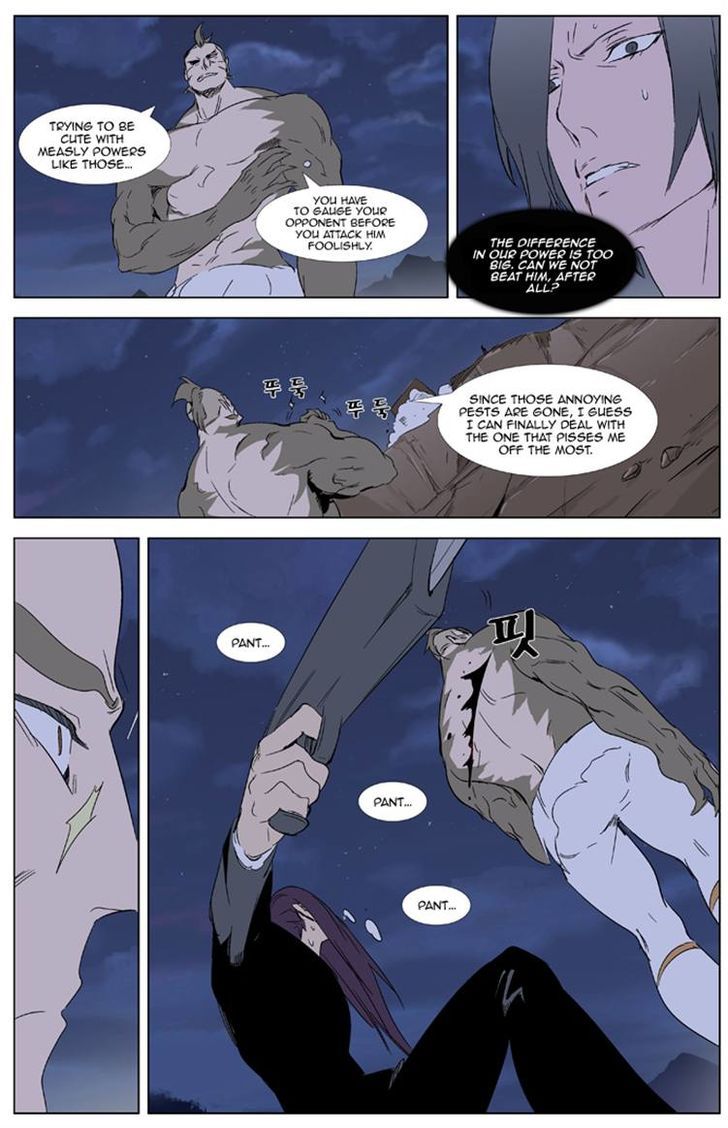 TRYING TO BE
CUTE WITH
MEASLY POWERS
LIKE THOSE...
YOU HAVE
TO GAUGE YOUR
OPPONENT BEFORE
YOU ATTACK HIM
FOOLISHLY.
THE DIFFERENCE
IN OUR POWER IS TOO
BIG. CAN WE NOT
BEAT HIM, AFTER
ALL?
뚜둑
뚜둑
SINCE THOSE ANNOYING
PESTS ARE GONE, I GUESS
I CAN FINALLY DEAL WITH
THE ONE THAT PISSES ME
OFF THE MOST.
PANT...
핏
PANT...
PANT...